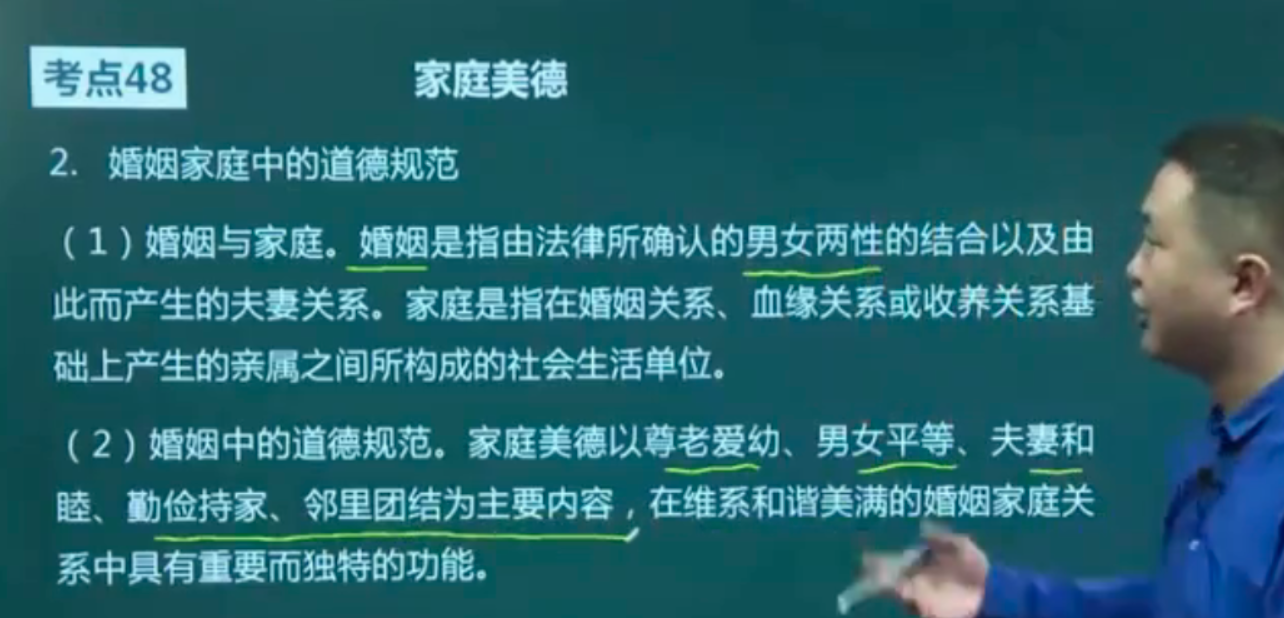 考点48
家庭美德
2. 婚姻家庭中的道德规范
（1）婚姻与家庭。婚姻是指由法律所确认的男女两性的结合以及由
此而产生的夫妻关系。家庭是指在婚姻关系、血缘关系或收养关系基
础上产生的亲属之间所构成的社会生活单位。
（2）婚姻中的道德规范。家庭美德以尊老爱幼、男女平等、夫妻和
睦、勤俭持家、邻里团结为主要内容，在维系和谐美满的婚姻家庭关
系中具有重要而独特的功能。